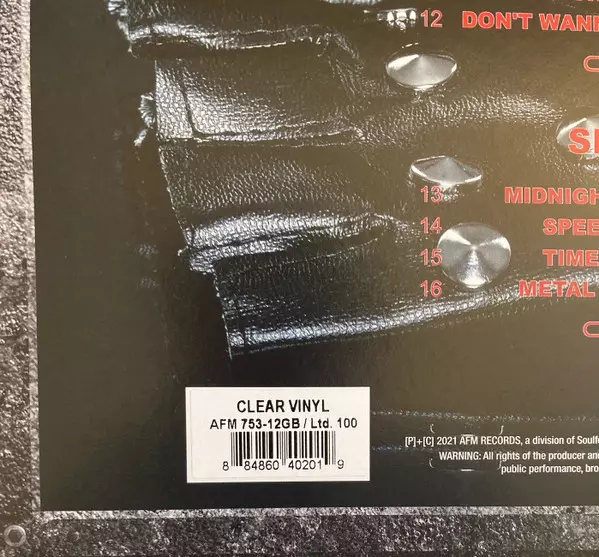 12 DON'T WAN
SI
13 MIDNIGH
14 SPEE
15 TIME
16 METAL
CLEAR VINYL
AFM 753-12GB / Ltd. 100
8 84860 40201 9
[P]+[C] 2021 AFM RECORDS, a division of Soulfo
WARNING: All rights of the producer and
public performance, bro